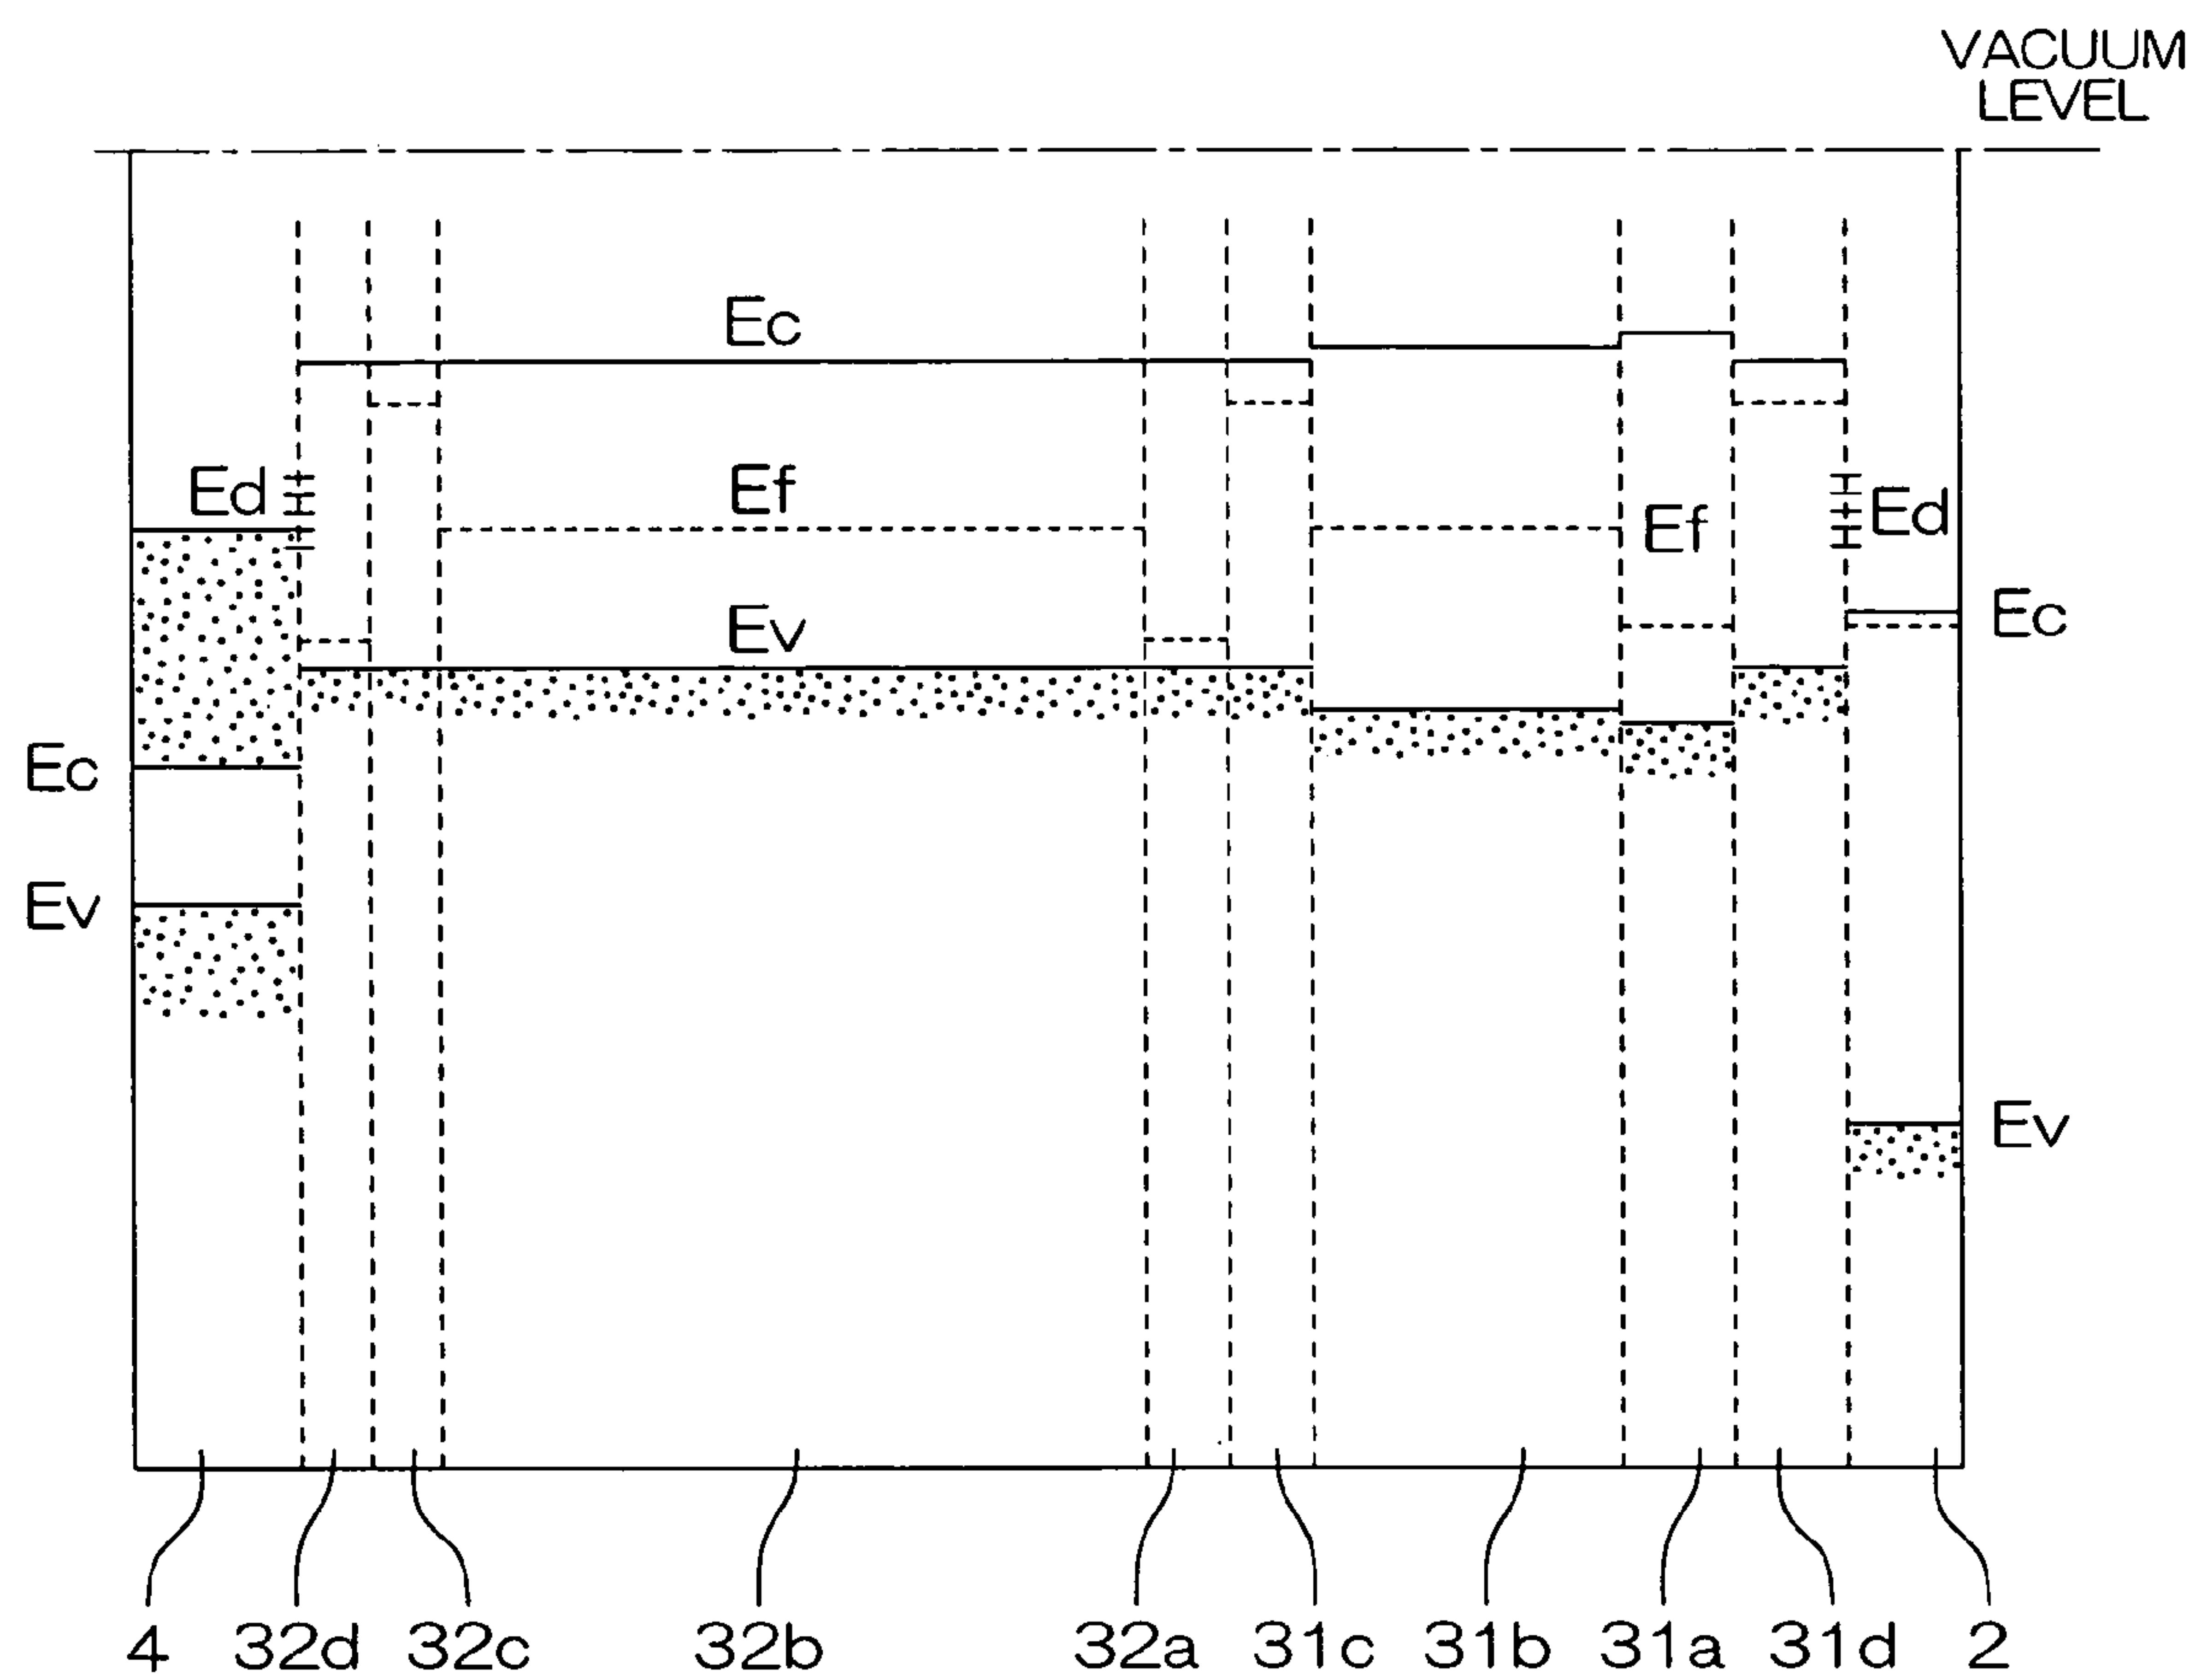 VACUUM
LEVEL
Ec
Ed
Ef
Ef
Ed
Ev
Ec
Ec
Ev
Ev
4 32d 32c 32b 32a 31c 31b 31a 31d 2